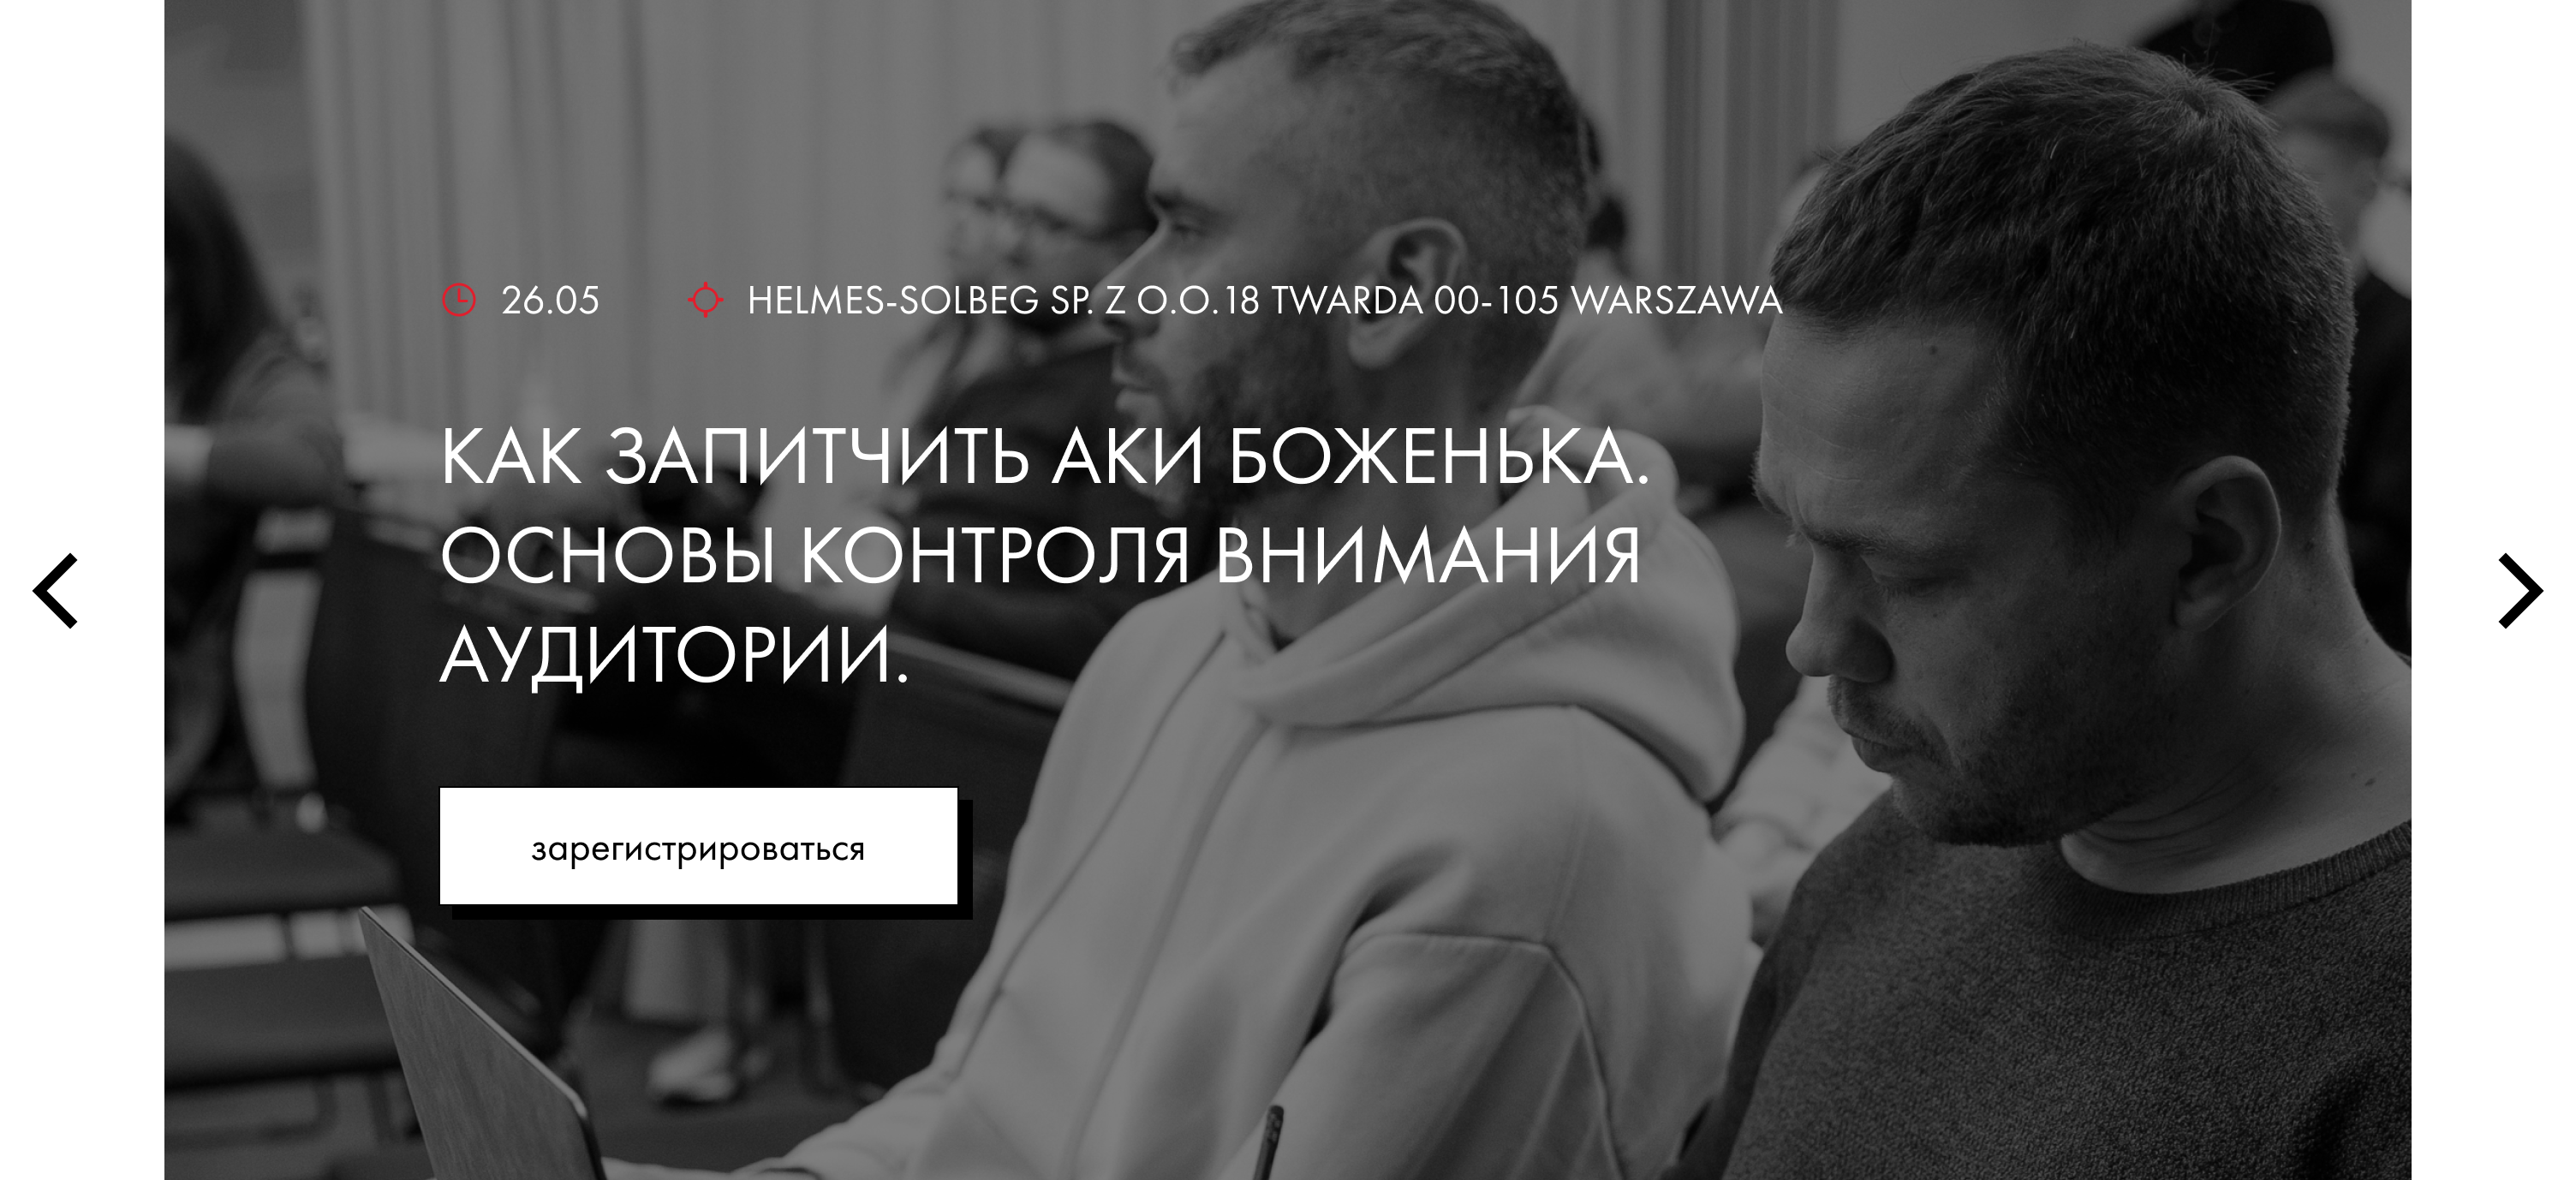 26.05 HELMES-SOLBEG SP. Z O.O.18 TWARDA 00-105 WARSZAWA
КАК ЗАПИТЧИТЬ АКИ БОЖЕНЬКА.
ОСНОВЫ КОНТРОЛЯ ВНИМАНИЯ
АУДИТОРИИ.
зарегистрироваться